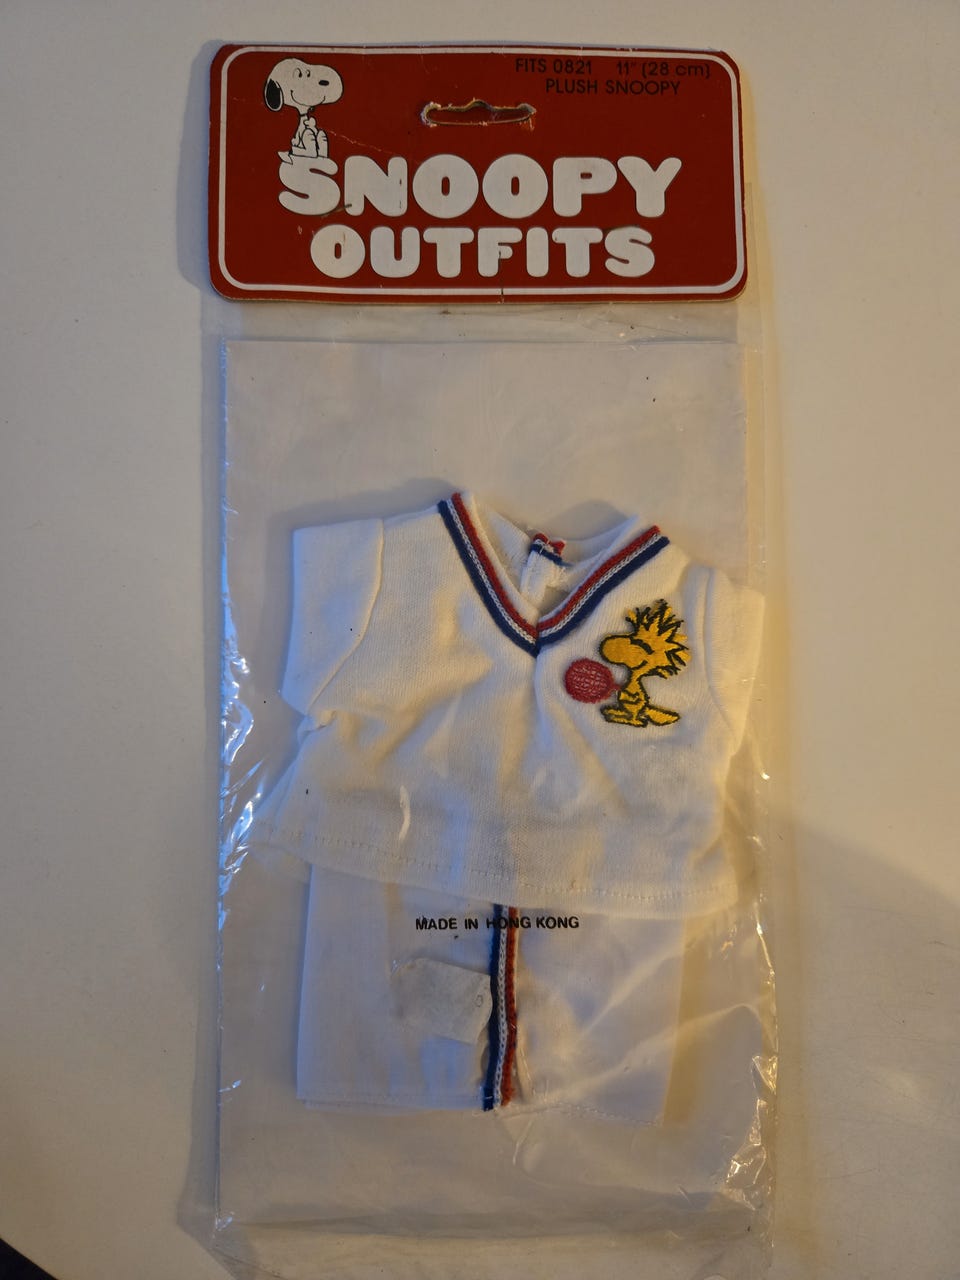 FITS 0821 11" (28 cm)
PLUSH SNOOPY
SNOOPY
OUTFITS
MADE IN HONG KONG